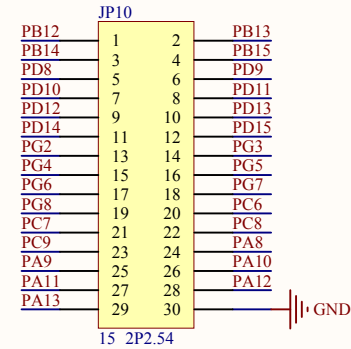 JP10
PB12 1 2 PB13
PB14 3 4 PB15
PD8 5 6 PD9
PD10 7 8 PD11
PD12 9 10 PD13
PD14 11 12 PD15
PG2 13 14 PG3
PG4 15 16 PG5
PG6 17 18 PG7
PG8 19 20 PC6
PC7 21 22 PC8
PC9 23 24 PA8
PA9 25 26 PA10
PA11 27 28 PA12
PA13 29 30 GND
15 2P2.54